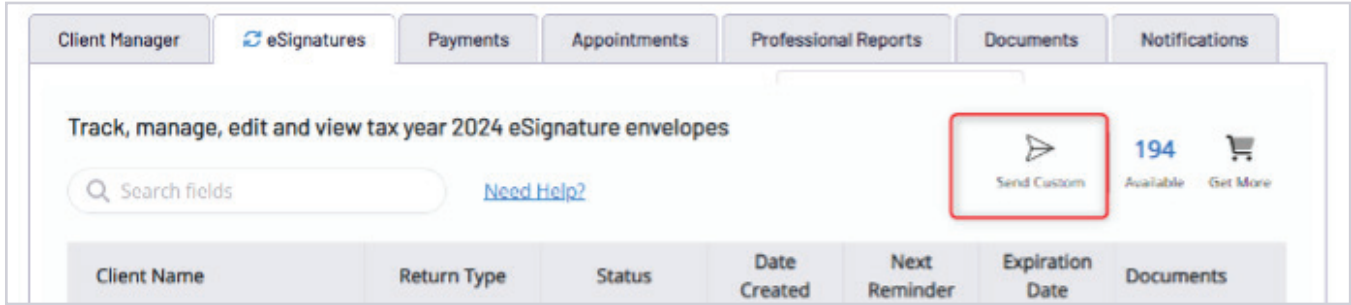 Client Manager eSignatures Payments Appointments Professional Reports Documents Notifications
Track, manage, edit and view tax year 2024 eSignature envelopes
Search fields Need Help? Send Custom 194 Available Get More
Client Name Return Type Status Date Created Next Reminder Expiration Date Documents